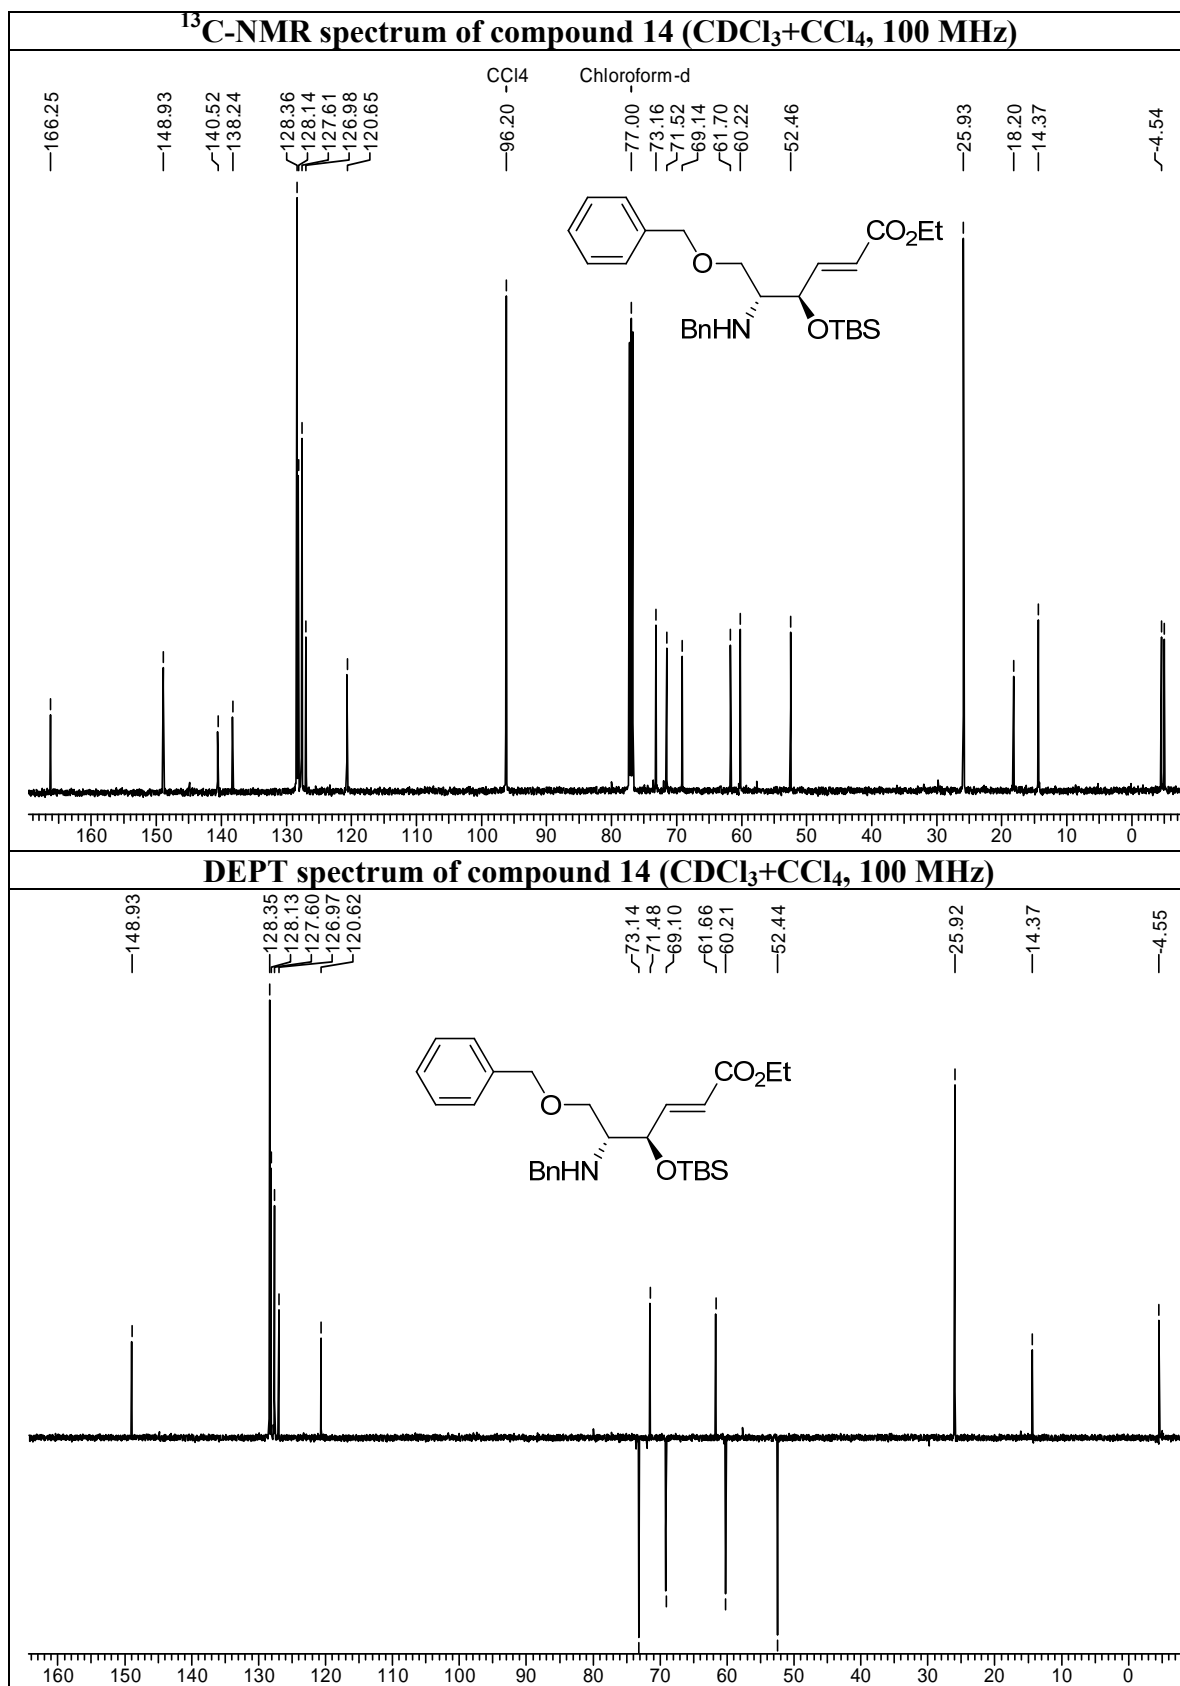 13C-NMR spectrum of compound 14 (CDCl3+CCl4, 100 MHz)
CCl4 Chloroform-d
166.25 148.93 140.52 138.24 128.36 128.14 127.61 126.98 120.65 96.20 77.00 73.16 71.52 69.14 61.70 60.22 52.46 25.93 18.20 14.37 -4.54
CO2Et
O
BnHN OTBS
160 150 140 130 120 110 100 90 80 70 60 50 40 30 20 10 0
DEPT spectrum of compound 14 (CDCl3+CCl4, 100 MHz)
148.93 128.35 128.13 127.60 126.97 120.62 73.14 71.48 69.10 61.66 60.21 52.44 25.92 14.37 -4.55
CO2Et
O
BnHN OTBS
160 150 140 130 120 110 100 90 80 70 60 50 40 30 20 10 0